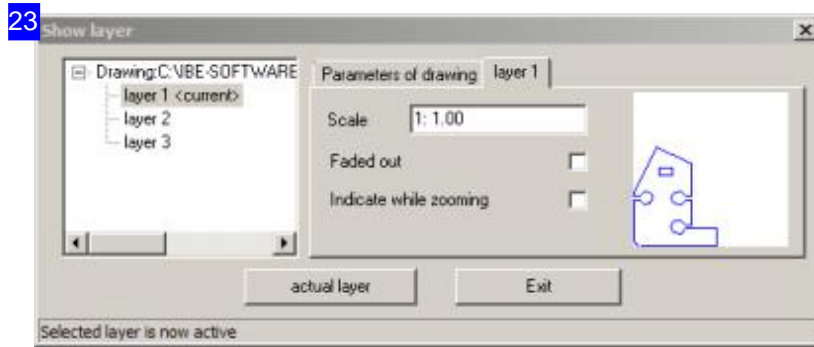 23
Show layer
Drawing:C:\IBE-SOFTWARE
layer 1 <current>
layer 2
layer 3
Parameters of drawing
layer 1
Scale
1: 1.00
Faded out
Indicate while zooming
actual layer
Exit
Selected layer is now active